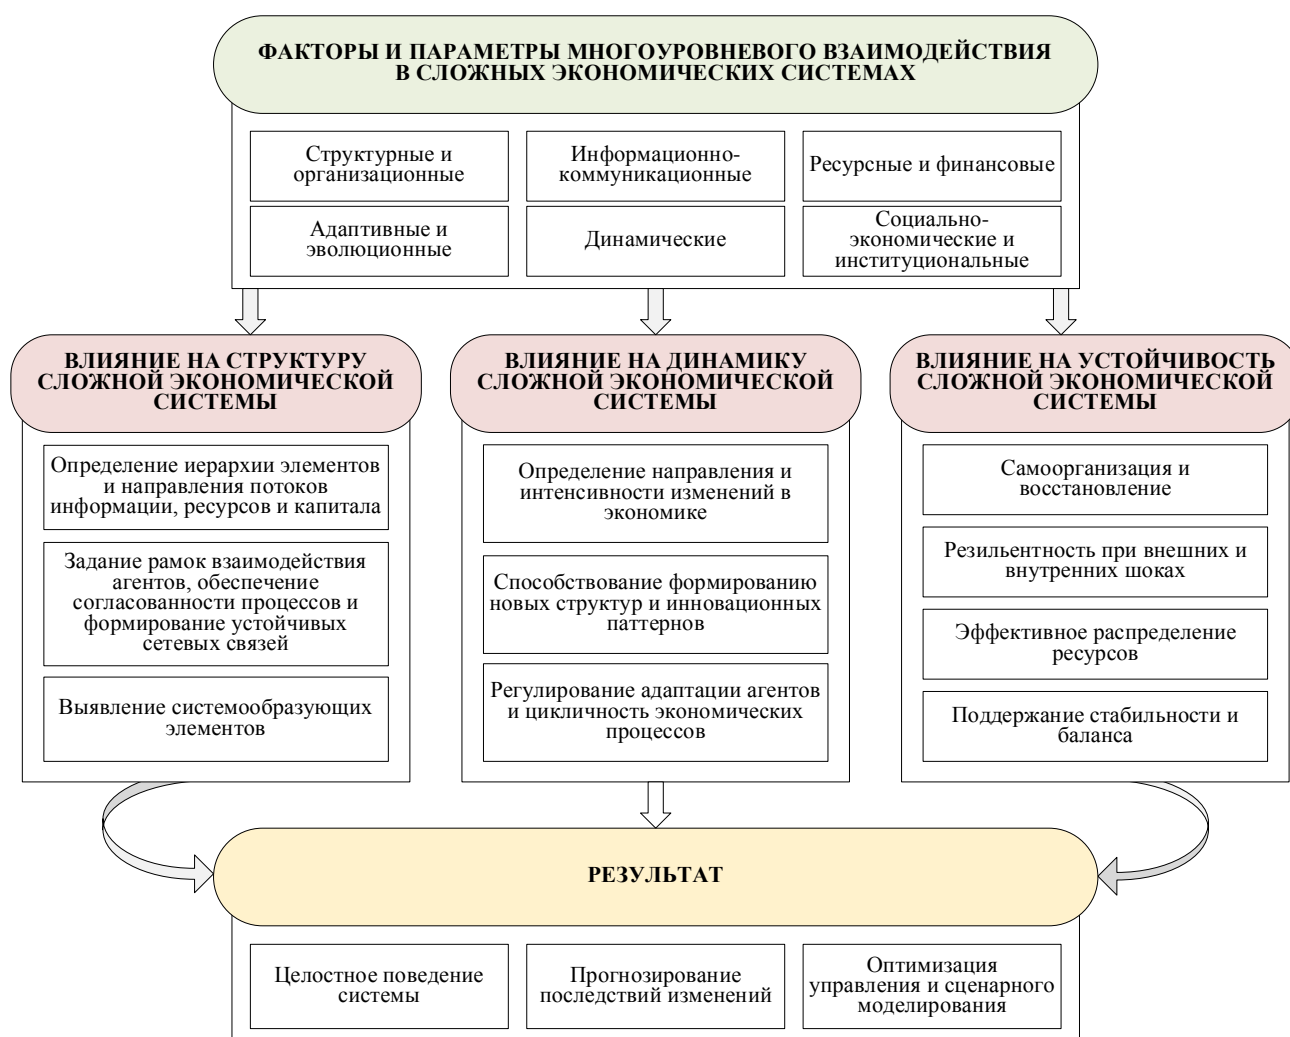 ФАКТОРЫ И ПАРАМЕТРЫ МНОГОУРОВНЕВОГО ВЗАИМОДЕЙСТВИЯ
В СЛОЖНЫХ ЭКОНОМИЧЕСКИХ СИСТЕМАХ
Структурные и
организационные
Информационно-
коммуникационные
Ресурсные и финансовые
Адаптивные и
эволюционные
Динамические
Социально-
экономические и
институциональные
ВЛИЯНИЕ НА СТРУКТУРУ
СЛОЖНОЙ ЭКОНОМИЧЕСКОЙ
СИСТЕМЫ
Определение иерархии элементов
и направления потоков
информации, ресурсов и капитала
Задание рамок взаимодействия
агентов, обеспечение
согласованности процессов и
формирование устойчивых
сетевых связей
Выявление системообразующих
элементов
ВЛИЯНИЕ НА ДИНАМИКУ
СЛОЖНОЙ ЭКОНОМИЧЕСКОЙ
СИСТЕМЫ
Определение направления и
интенсивности изменений в
экономике
Способствование формированию
новых структур и инновационных
паттернов
Регулирование адаптации агентов
и цикличность экономических
процессов
ВЛИЯНИЕ НА УСТОЙЧИВОСТЬ
СЛОЖНОЙ ЭКОНОМИЧЕСКОЙ
СИСТЕМЫ
Самоорганизация и
восстановление
Резильентность при внешних и
внутренних шоках
Эффективное распределение
ресурсов
Поддержание стабильности и
баланса
РЕЗУЛЬТАТ
Целостное поведение
системы
Прогнозирование
последствий изменений
Оптимизация
управления и сценарного
моделирования